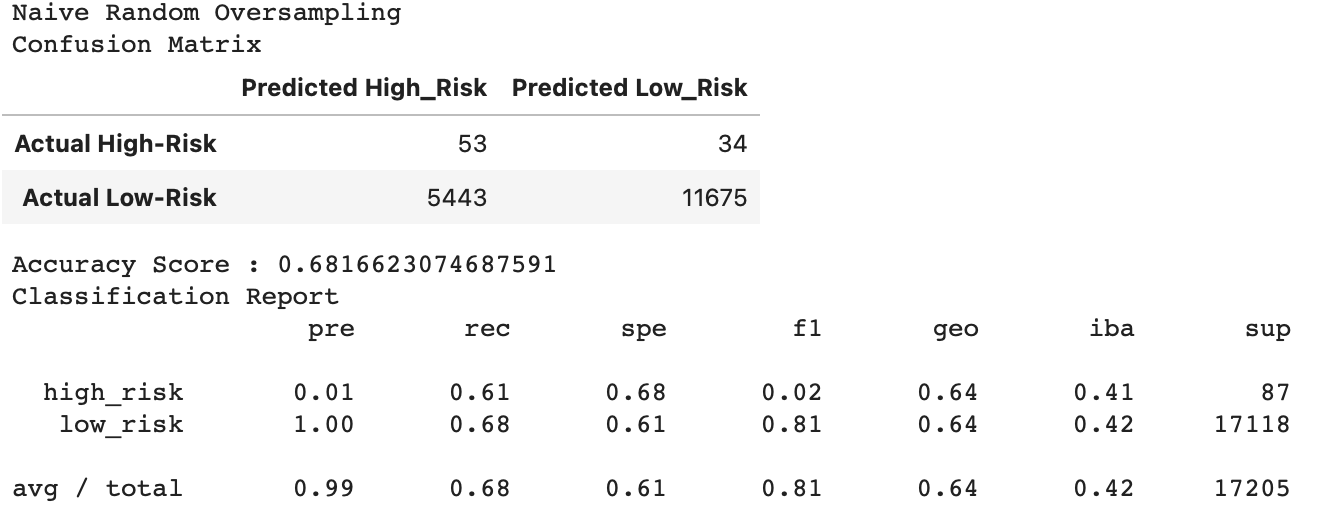 Naive Random Oversampling
Confusion Matrix
Predicted High_Risk Predicted Low_Risk
Actual High-Risk 53 34
Actual Low-Risk 5443 11675
Accuracy Score : 0.6816623074687591
Classification Report
pre rec spe f1 geo iba sup
high_risk 0.01 0.61 0.68 0.02 0.64 0.41 87
low_risk 1.00 0.68 0.61 0.81 0.64 0.42 17118
avg / total 0.99 0.68 0.61 0.81 0.64 0.42 17205